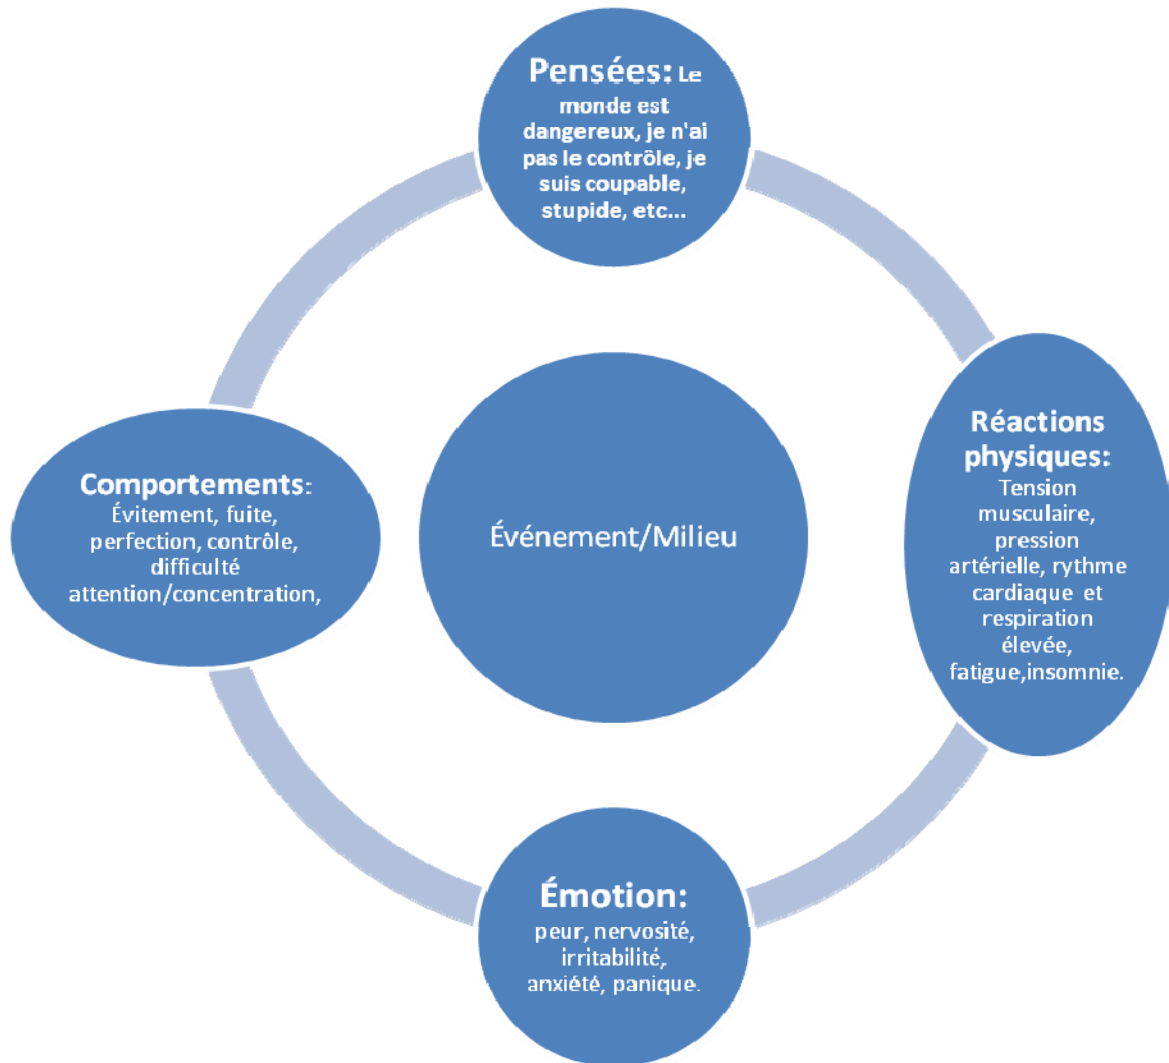 Pensées: Le
monde est
dangereux, je n'ai
pas le contrôle, je
suis coupable,
stupide, etc...
Réactions
physiques:
Tension
musculaire,
pression
artérielle, rythme
cardiaque et
respiration
élevée,
fatigue,insomnie.
Émotion:
peur, nervosité,
irritabilité,
anxiété, panique.
Comportements:
Évitement, fuite,
perfection, contrôle,
difficulté
attention/concentration,
Événement/Milieu